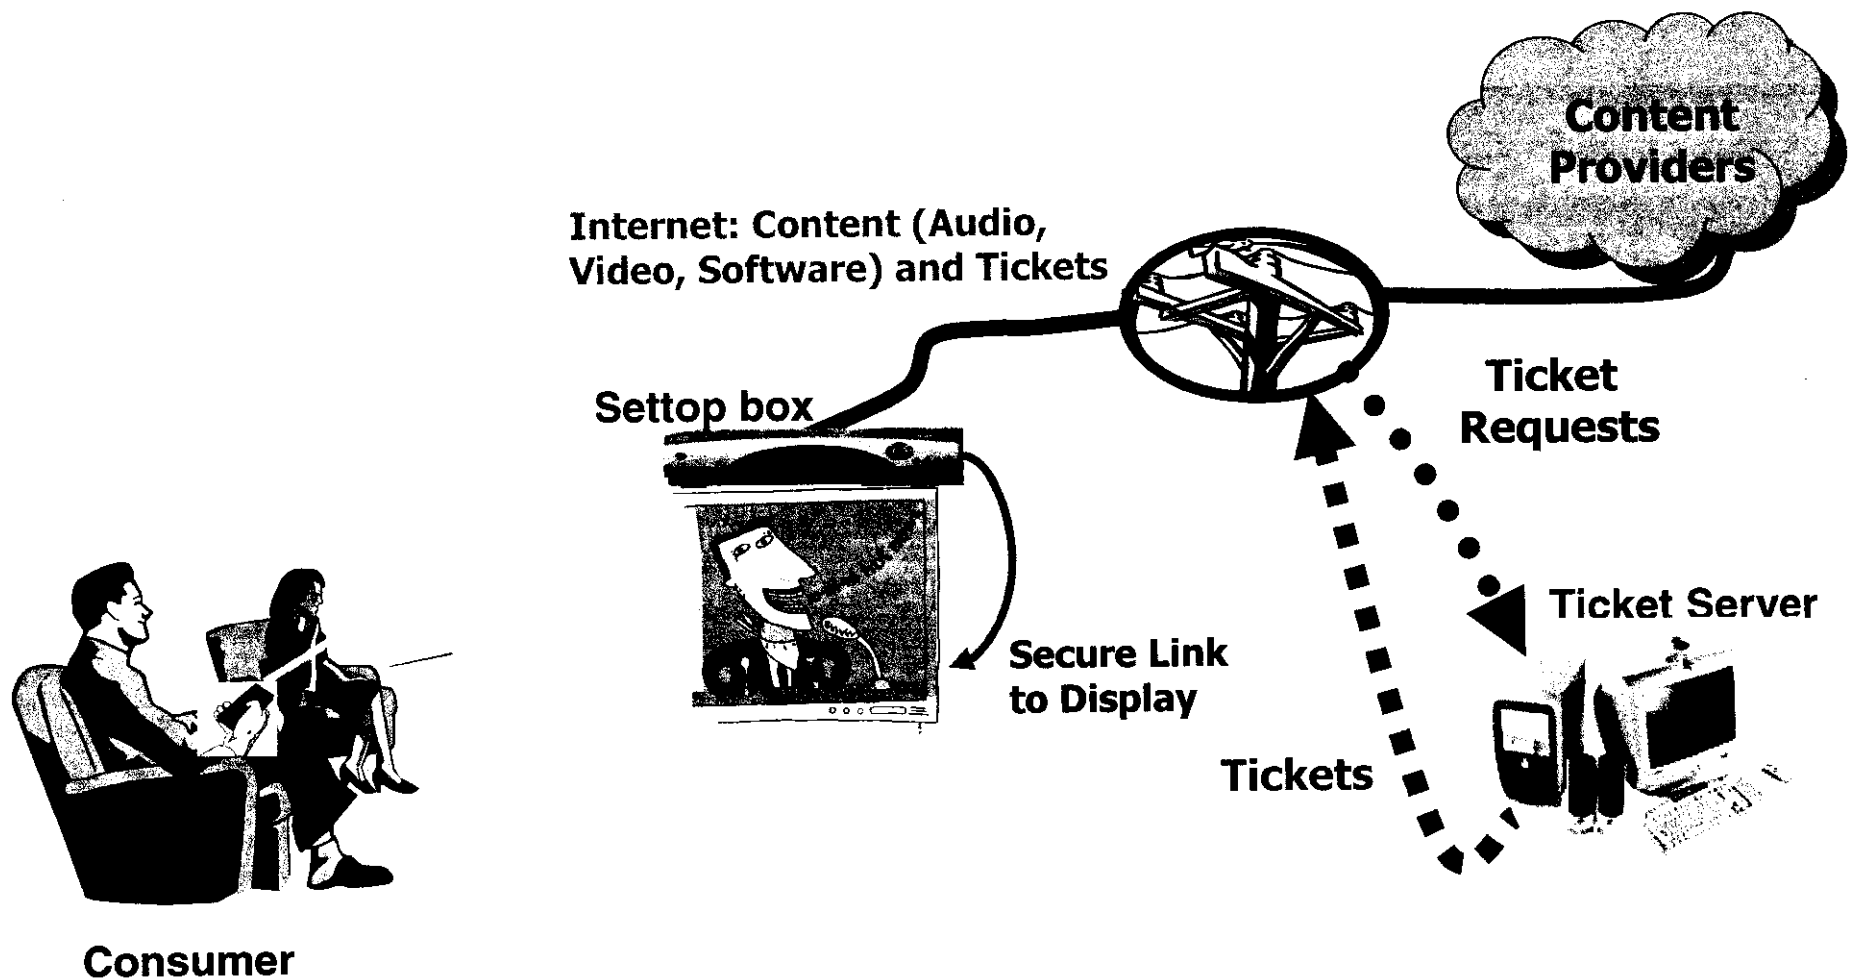 Content
Providers
Internet: Content (Audio,
Video, Software) and Tickets
Ticket
Requests
Settop box
Ticket Server
Secure Link
to Display
Tickets
Consumer